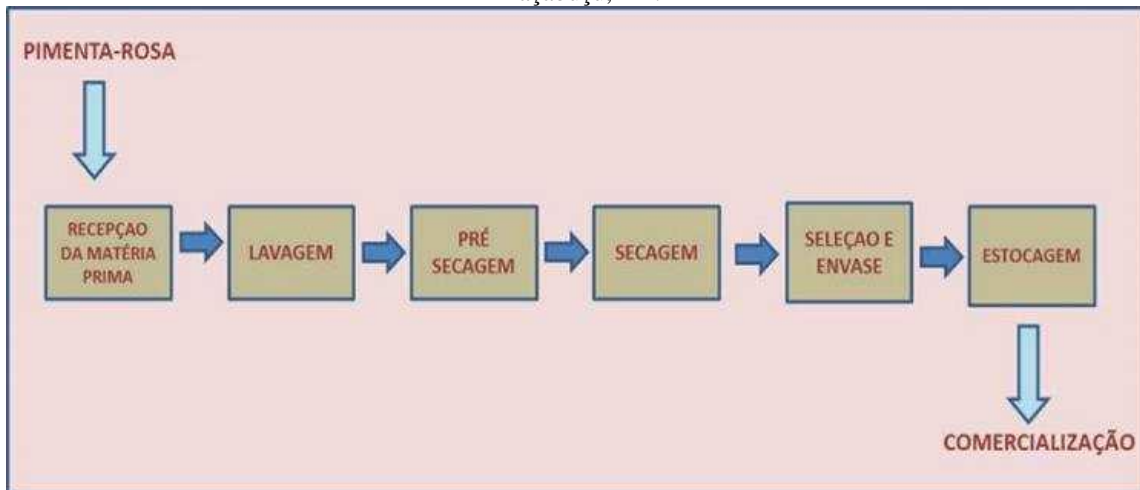 PIMENTA-ROSA
RECEPÇAO
DA MATÉRIA
PRIMA
LAVAGEM
PRÉ
SECAGEM
SECAGEM
SELEÇAO E
ENVASE
ESTOCAGEM
COMERCIALIZAÇÃO